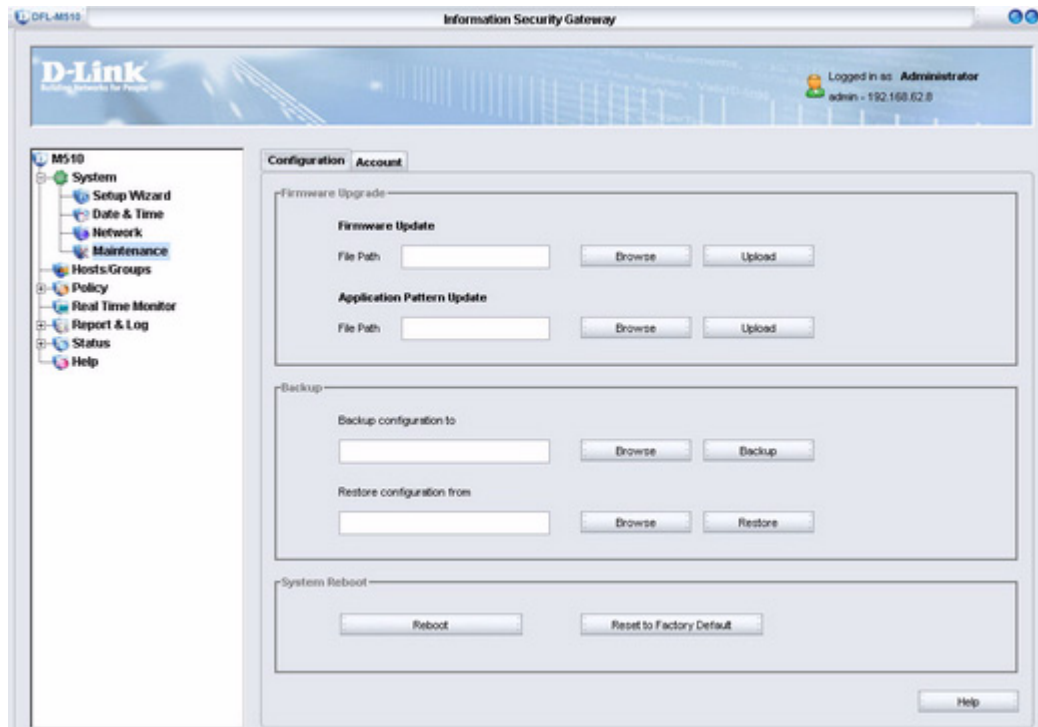 DFL-M510
Information Security Gateway
D-Link
Building Networks for People
Logged in as Administrator
admin - 192.168.62.8
M510
System
Setup Wizard
Date & Time
Network
Maintenance
Hosts/Groups
Policy
Real Time Monitor
Report & Log
Status
Help
Configuration Account
Firmware Upgrade
Firmware Update
File Path Browse Upload
Application Pattern Update
File Path Browse Upload
Backup
Backup configuration to
Browse Backup
Restore configuration from
Browse Restore
System Reboot
Reboot Reset to Factory Default
Help